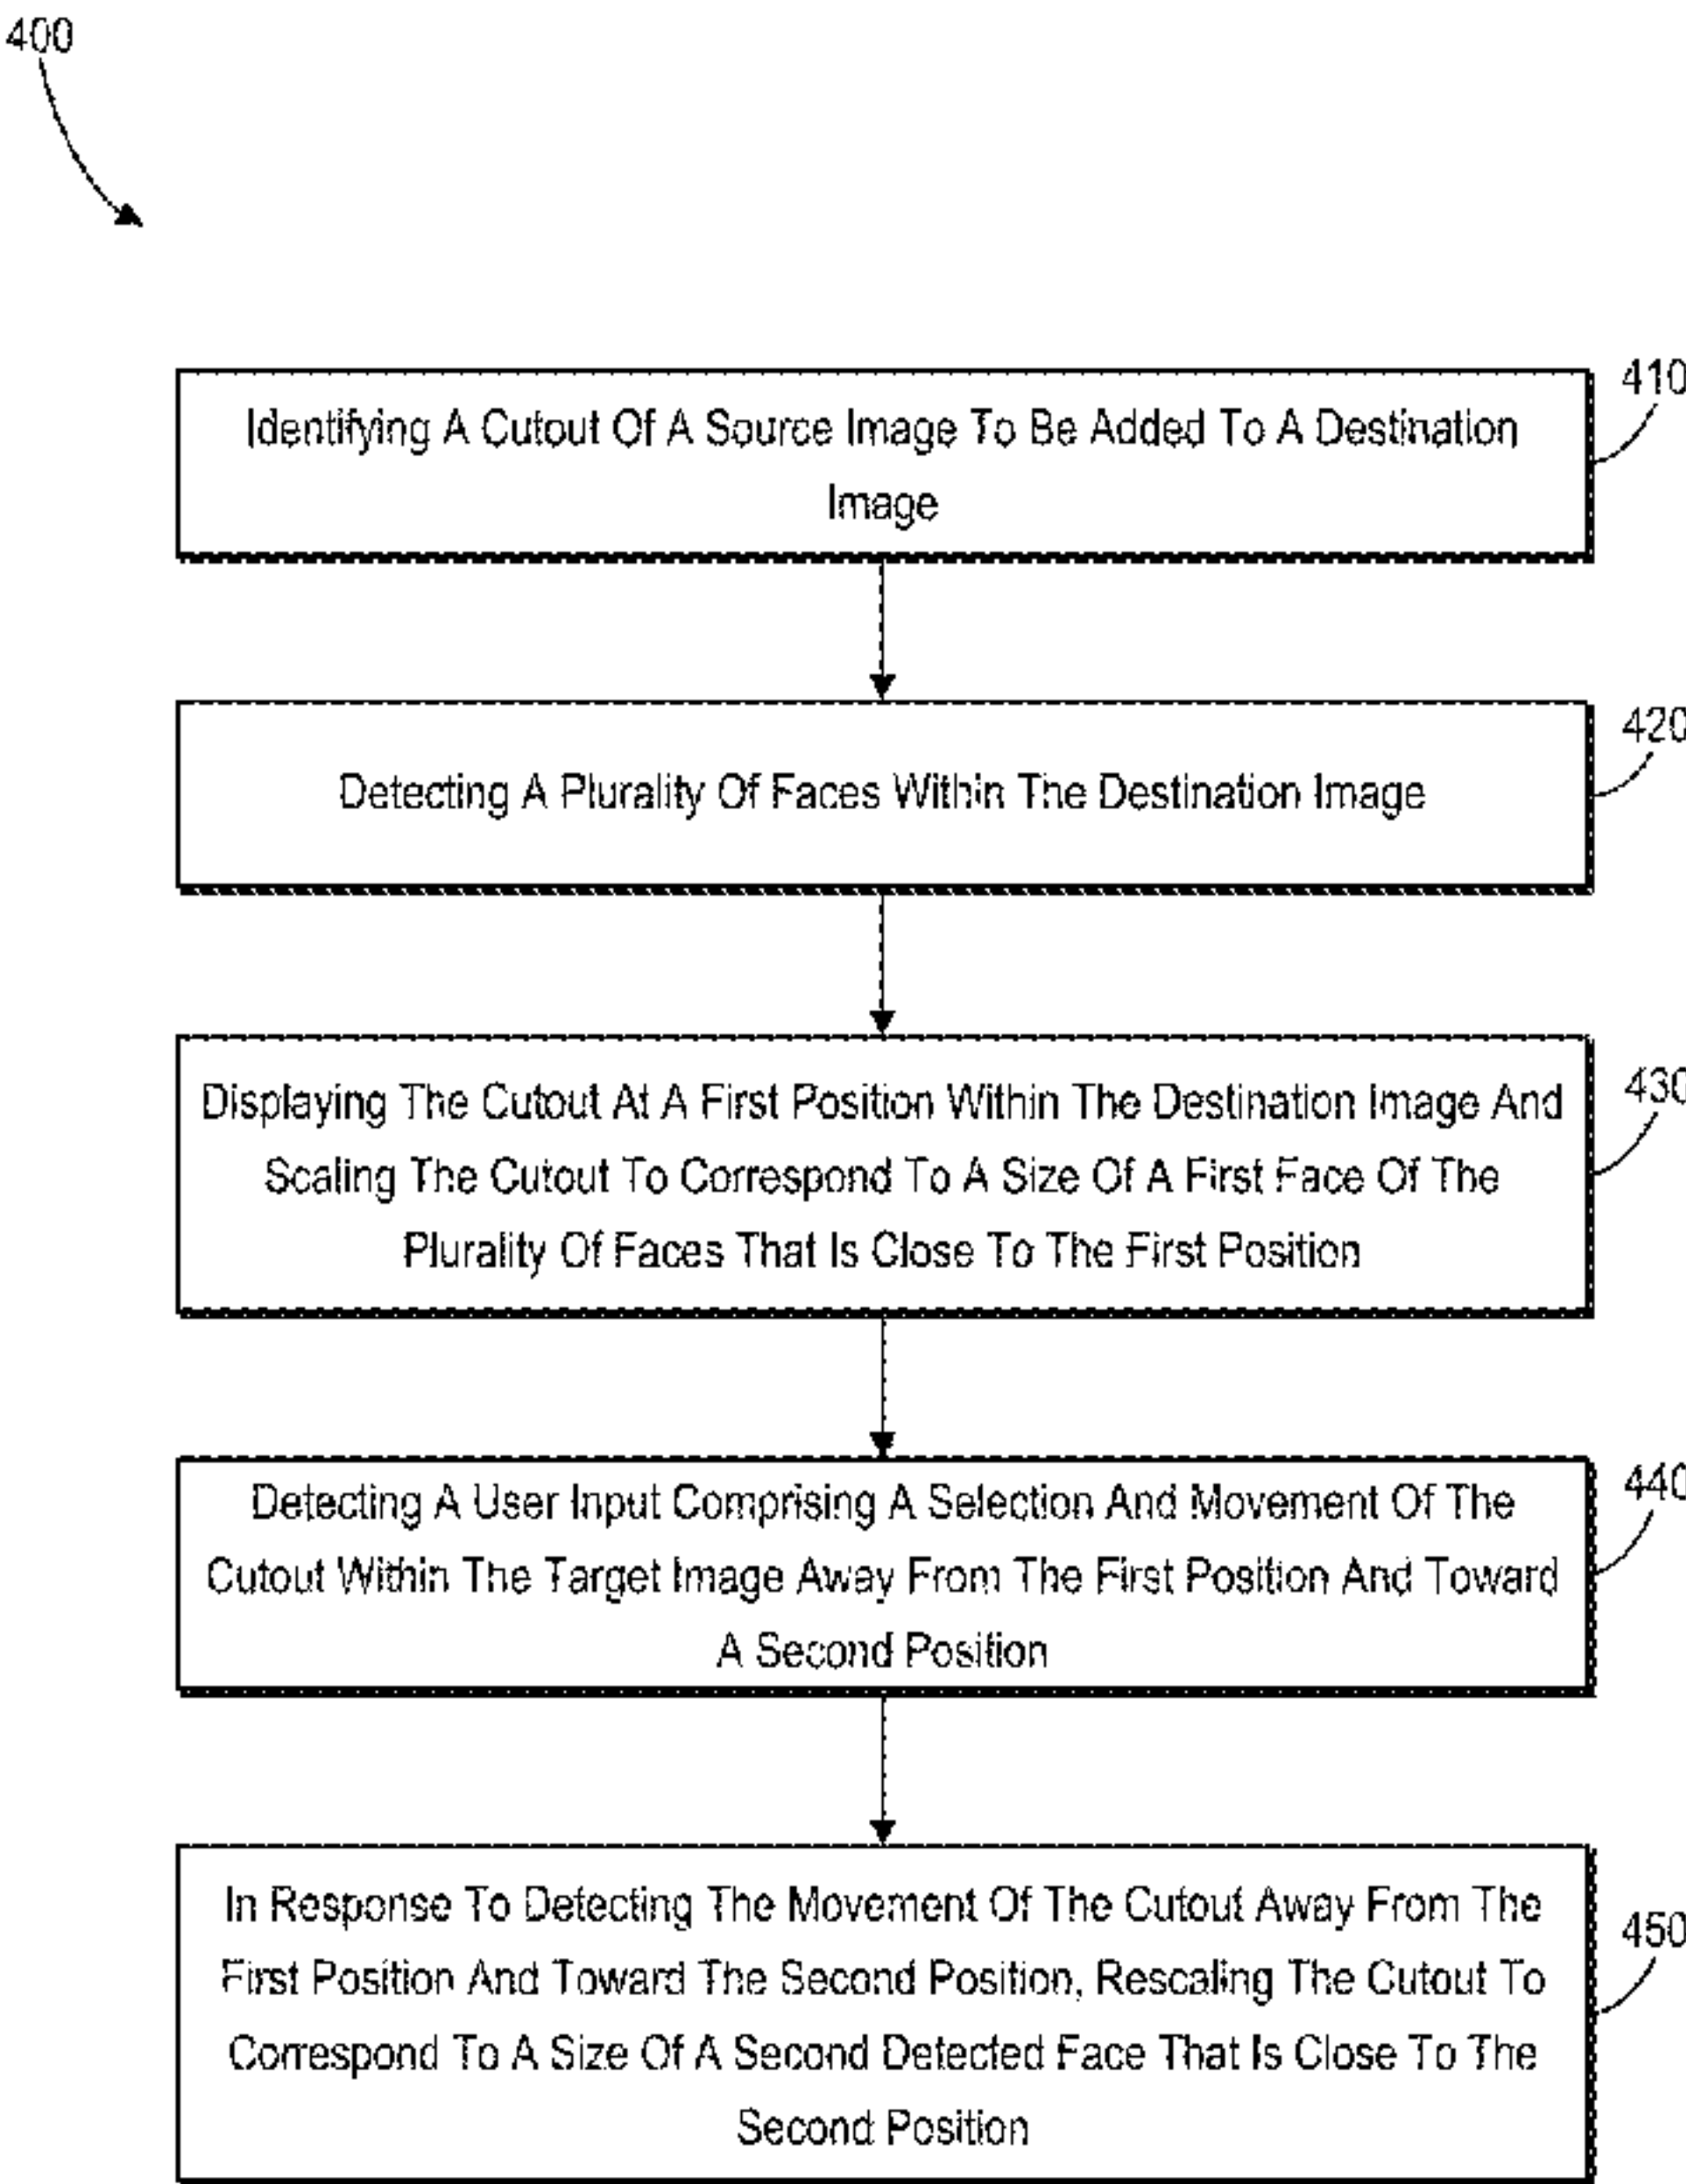 400
410
Identifying A Cutout Of A Source Image To Be Added To A Destination
Image
420
Detecting A Plurality Of Faces Within The Destination Image
430
Displaying The Cutout At A First Position Within The Destination Image And
Scaling The Cutout To Correspond To A Size Of A First Face Of The
Plurality Of Faces That Is Close To The First Position
440
Detecting A User Input Comprising A Selection And Movement Of The
Cutout Within The Target Image Away From The First Position And Toward
A Second Position
450
In Response To Detecting The Movement Of The Cutout Away From The
First Position And Toward The Second Position, Rescaling The Cutout To
Correspond To A Size Of A Second Detected Face That Is Close To The
Second Position